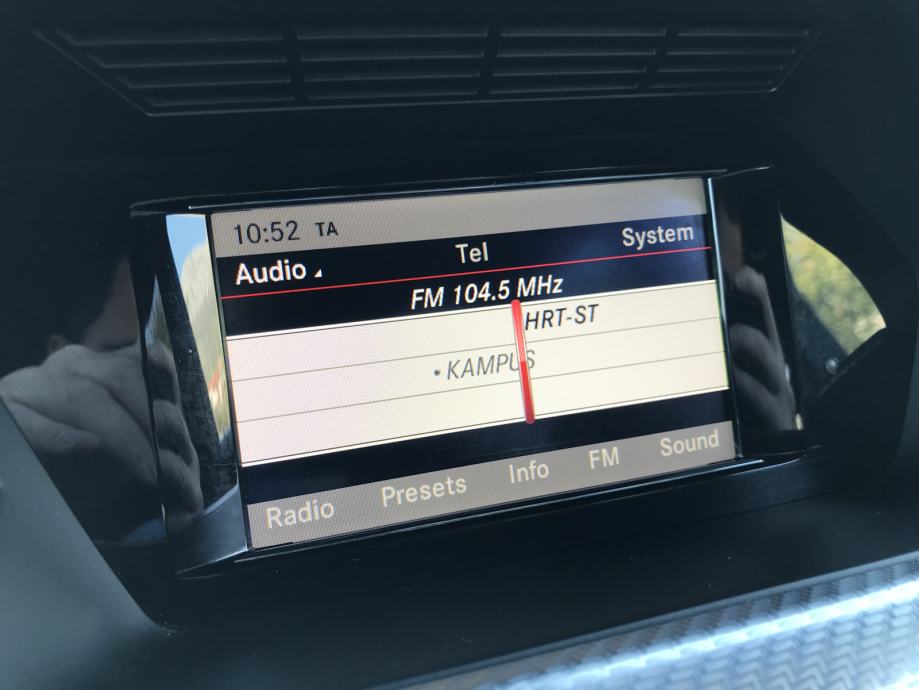 10:52 TA
Audio Tel System
FM 104.5 MHz
HRT-ST
• KAMPUS
Radio Presets Info FM Sound